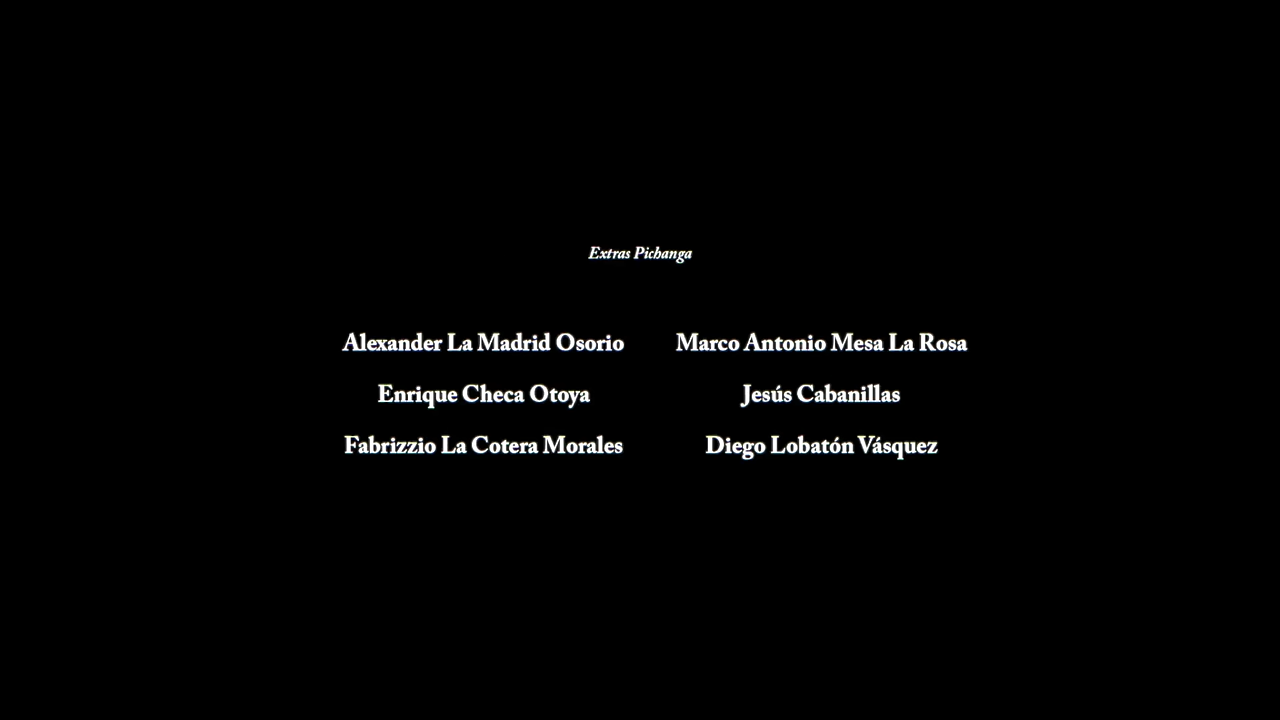 Extras Pichanga
Alexander La Madrid Osorio
Marco Antonio Mesa La Rosa
Enrique Checa Otoya
Jesús Cabanillas
Fabrizzio La Cotera Morales
Diego Lobatón Vásquez